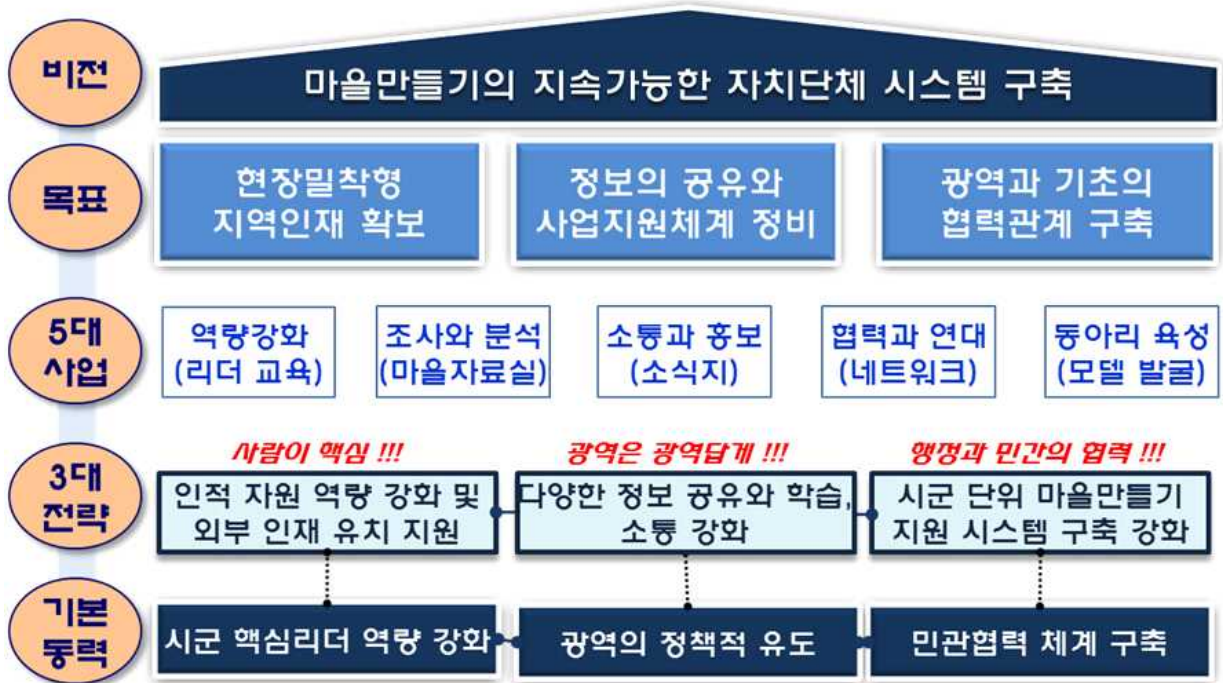 비전
마을만들기의 지속가능한 자치단체 시스템 구축
목표
현장밀착형
지역인재 확보
정보의 공유와
사업지원체계 정비
광역과 기초의
협력관계 구축
5대
사업
역량강화
(리더 교육)
조사와 분석
(마을자료실)
소통과 홍보
(소식지)
협력과 연대
(네트워크)
동아리 육성
(모델 발굴)
3대
전략
사람이 핵심 !!!
인적 자원 역량 강화 및
외부 인재 유치 지원
광역은 광역답게 !!!
다양한 정보 공유와 학습,
소통 강화
행정과 민간의 협력 !!!
시군 단위 마을만들기
지원 시스템 구축 강화
기본
동력
시군 핵심리더 역량 강화
광역의 정책적 유도
민관협력 체계 구축